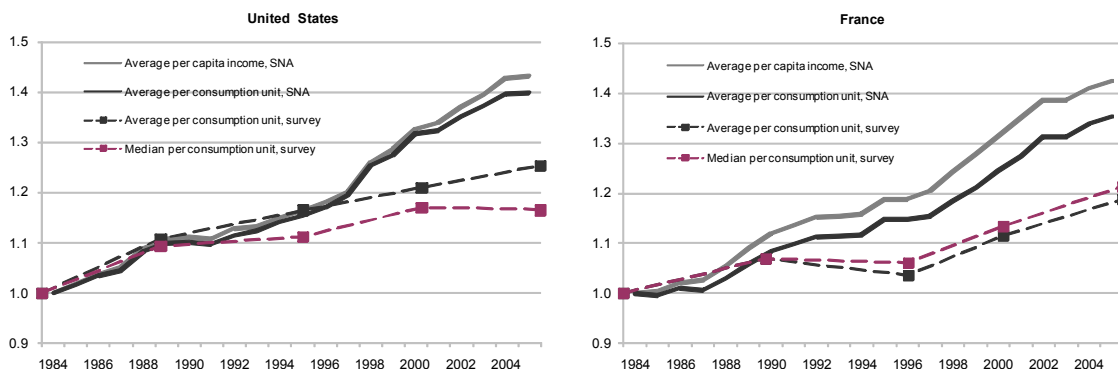 United States
1.5
1.4
1.3
1.2
1.1
1.0
0.9
Average per capita income, SNA
Average per consumption unit, SNA
Average per consumption unit, survey
Median per consumption unit, survey
1984 1986 1988 1990 1992 1994 1996 1998 2000 2002 2004
France
1.5
1.4
1.3
1.2
1.1
1.0
0.9
Average per capita income, SNA
Average per consumption unit, SNA
Average per consumption unit, survey
Median per consumption unit, survey
1984 1986 1988 1990 1992 1994 1996 1998 2000 2002 2004